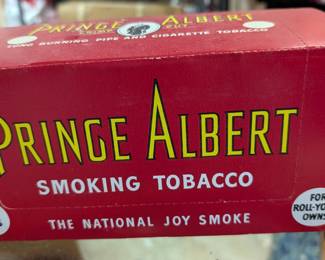 PRINCE ALBERT
CRIMP CUT
LONG BURNING PIPE AND CIGARETTE TOBACCO
PRINCE ALBERT
SMOKING TOBACCO
THE NATIONAL JOY SMOKE
FOR
ROLL-YO
OWNS